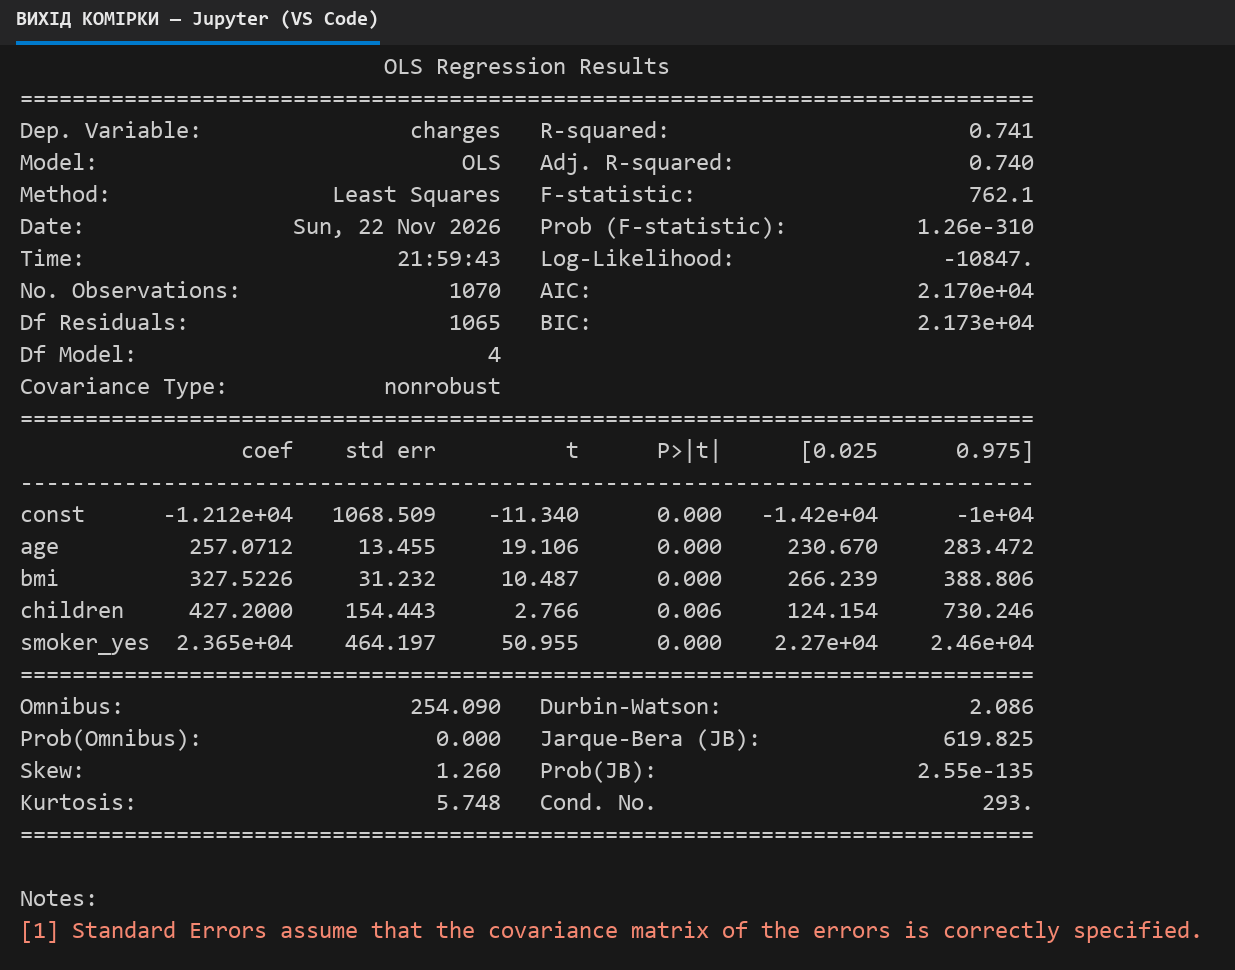 ВИХІД КОМІРКИ — Jupyter (VS Code)
                            OLS Regression Results
==============================================================================
Dep. Variable:                charges   R-squared:                       0.741
Model:                            OLS   Adj. R-squared:                  0.740
Method:                 Least Squares   F-statistic:                     762.1
Date:                Sun, 22 Nov 2026   Prob (F-statistic):          1.26e-310
Time:                        21:59:43   Log-Likelihood:                -10847.
No. Observations:                1070   AIC:                         2.170e+04
Df Residuals:                    1065   BIC:                         2.173e+04
Df Model:                           4
Covariance Type:            nonrobust
==============================================================================
                 coef    std err          t      P>|t|      [0.025      0.975]
------------------------------------------------------------------------------
const      -1.212e+04   1068.509    -11.340      0.000   -1.42e+04      -1e+04
age          257.0712     13.455     19.106      0.000     230.670     283.472
bmi          327.5226     31.232     10.487      0.000     266.239     388.806
children     427.2000    154.443      2.766      0.006     124.154     730.246
smoker_yes  2.365e+04    464.197     50.955      0.000    2.27e+04    2.46e+04
==============================================================================
Omnibus:                      254.090   Durbin-Watson:                   2.086
Prob(Omnibus):                  0.000   Jarque-Bera (JB):              619.825
Skew:                           1.260   Prob(JB):                    2.55e-135
Kurtosis:                       5.748   Cond. No.                         293.
==============================================================================
Notes:
[1] Standard Errors assume that the covariance matrix of the errors is correctly specified.